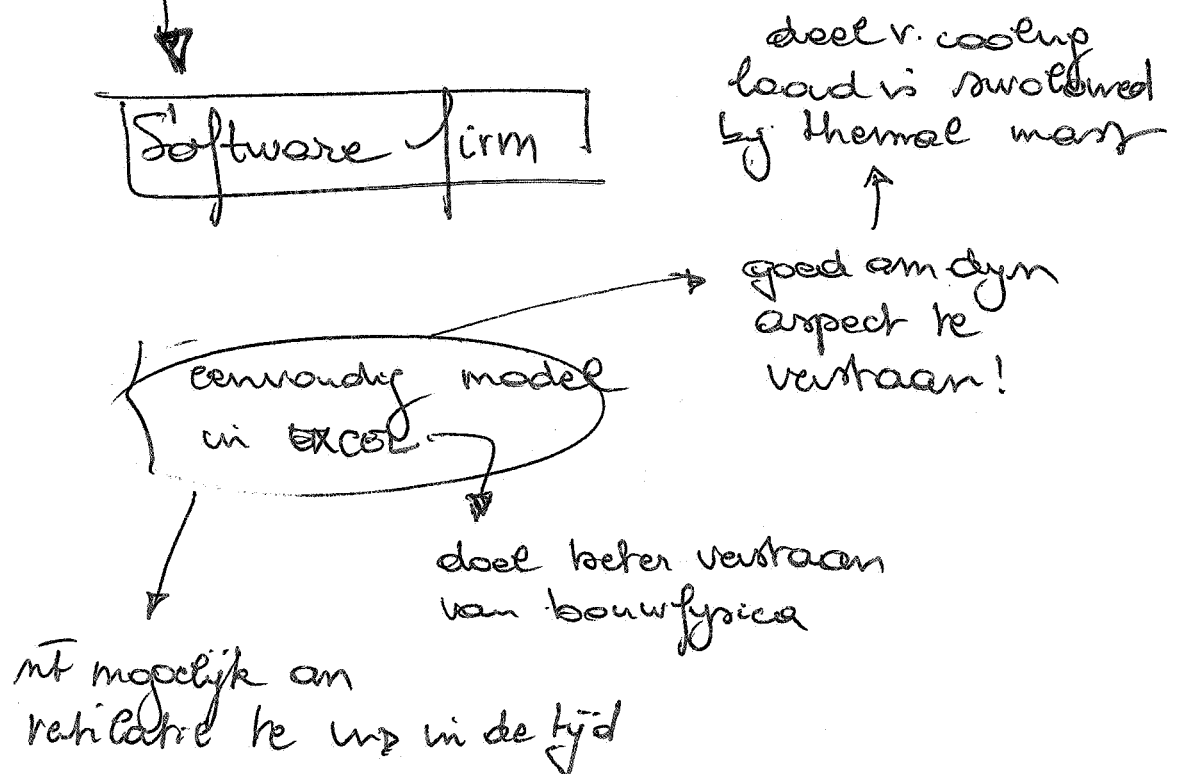 Software firm
deel v. cooling
load is swolowed
by thermal mass
goed om dyn
aspect te
verstaan!
eenvoudig model
in EXCEL
doel beter verstaan
van bouwfysica
nt mogelijk om
ventilatie te in de tijd